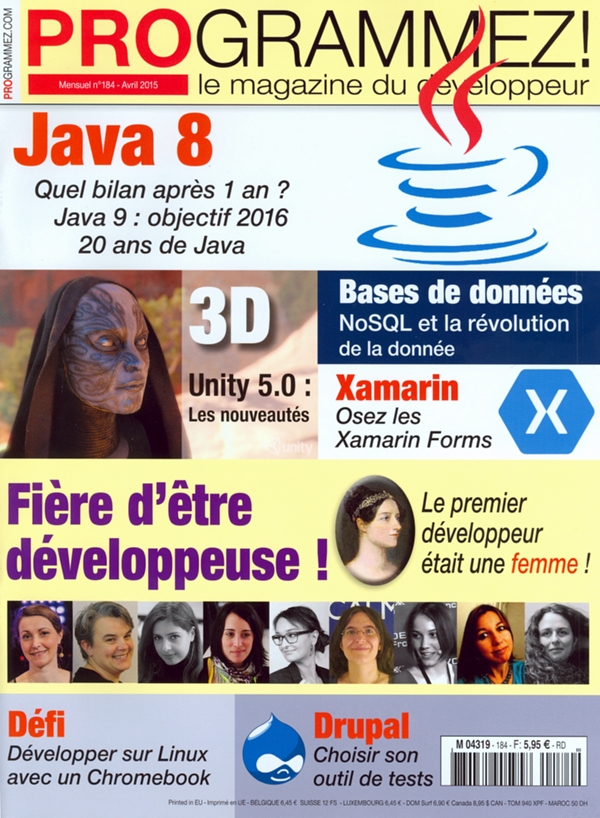 PROGRAMMEZ.COM
PROGRAMMEZ!
Mensuel n°184 - Avril 2015
le magazine du développeur
Java 8
Quel bilan après 1 an ?
Java 9 : objectif 2016
20 ans de Java
3D
Unity 5.0 :
Les nouveautés
unity
Bases de données
NoSQL et la révolution
de la donnée
Xamarin
Osez les
Xamarin Forms
X
Fière d'être
développeuse !
Le premier
développeur
était une femme !
Défi
Développer sur Linux
avec un Chromebook
Drupal
Choisir son
outil de tests
M 04319 - 184 - F: 5,95 € - RD
Printed in EU - Imprimé en UE - BELGIQUE 6,45 € SUISSE 12 FS - LUXEMBOURG 6,45 € - DOM Surf 6,90 € Canada 8,95 $ CAN - TOM 940 XPF - MAROC 50 DH